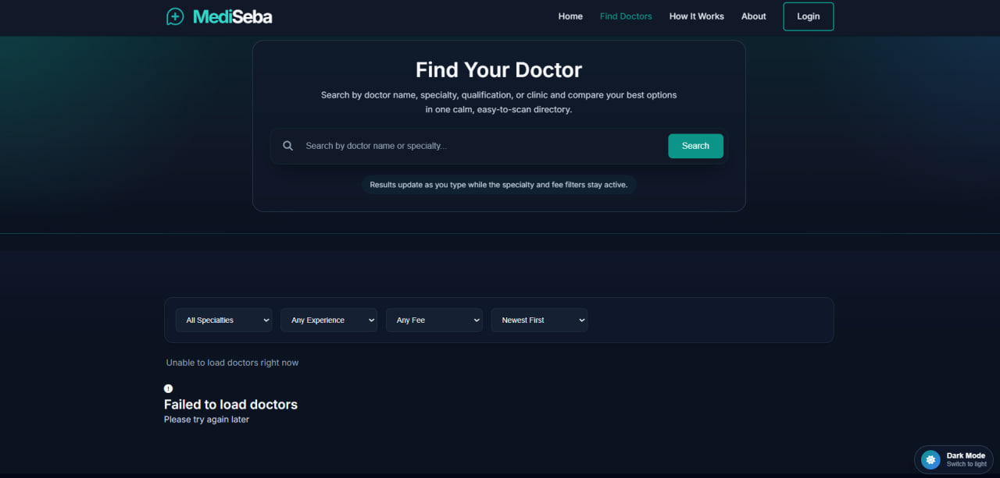 MediSeba
Home
Find Doctors
How It Works
About
Login
Find Your Doctor
Search by doctor name, specialty, qualification, or clinic and compare your best options
in one calm, easy-to-scan directory.
Search by doctor name or specialty...
Search
Results update as you type while the specialty and fee filters stay active.
All Specialties
Any Experience
Any Fee
Newest First
Unable to load doctors right now
Failed to load doctors
Please try again later
Dark Mode
Switch to light